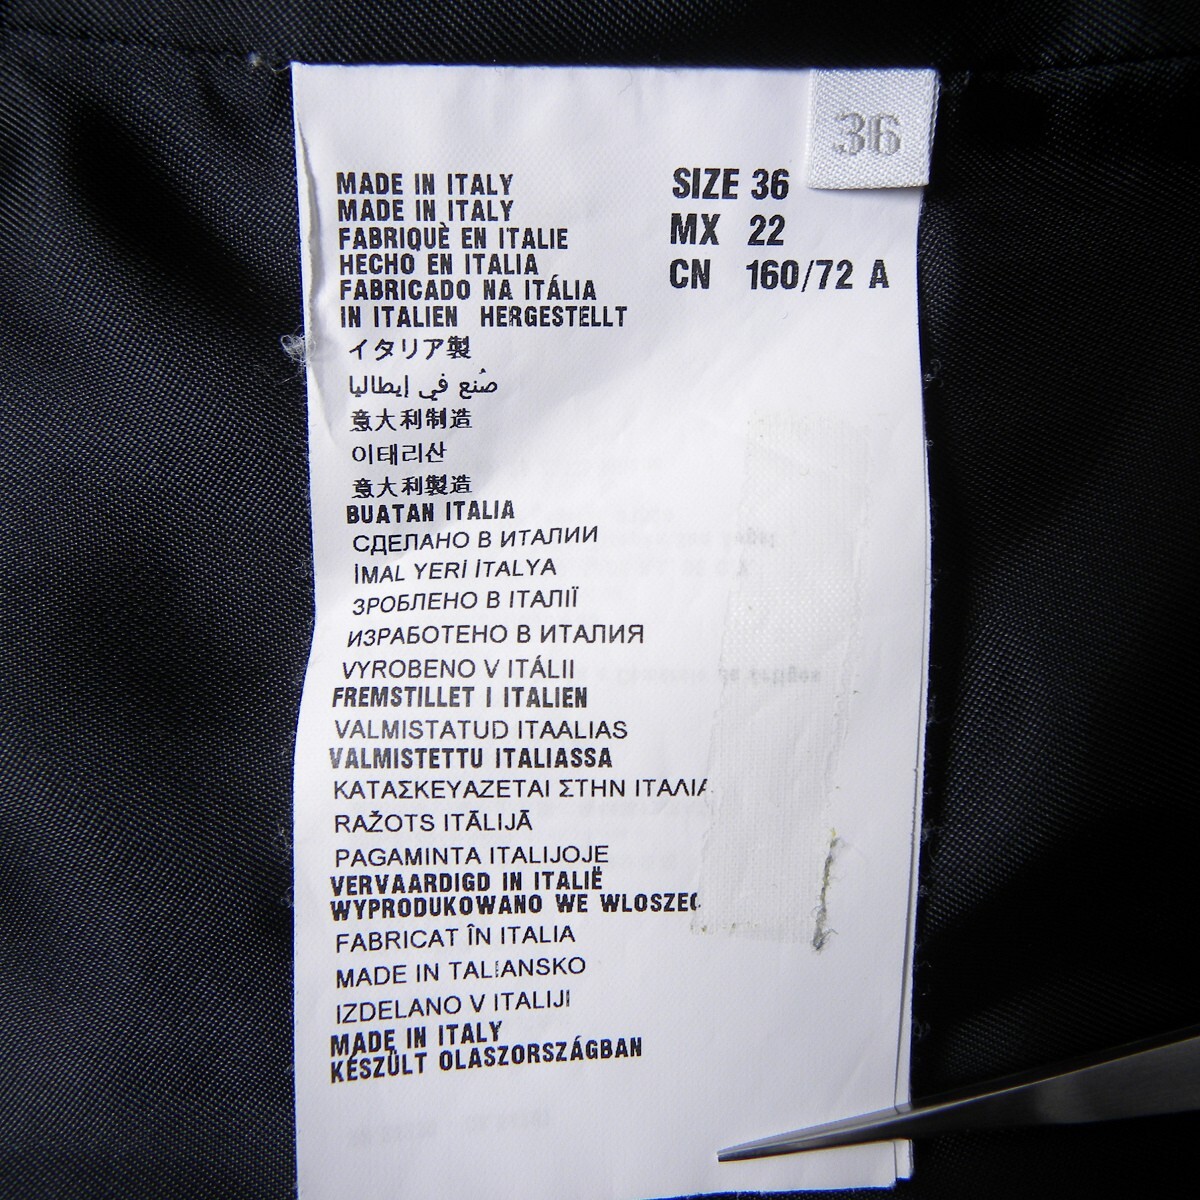 36
SIZE 36
MX 22
CN 160/72 A
MADE IN ITALY
MADE IN ITALY
FABRIQUÈ EN ITALIE
HECHO EN ITALIA
FABRICADO NA ITÁLIA
IN ITALIEN HERGESTELLT
イタリア製
صُنع في إيطاليا
意大利制造
이태리산
意大利製造
BUATAN ITALIA
СДЕЛАНО В ИТАЛИИ
İMAL YERİ İTALYA
ЗРОБЛЕНО В ІТАЛІЇ
ИЗРАБОТЕНО В ИТАЛИЯ
VYROBENO V ITÁLII
FREMSTILLET I ITALIEN
VALMISTATUD ITAALIAS
VALMISTETTU ITALIASSA
ΚΑΤΑΣΚΕΥΑΖΕΤΑΙ ΣΤΗΝ ΙΤΑΛΙΑ
RAŽOTS ITĀLIJĀ
PAGAMINTA ITALIJOJE
VERVAARDIGD IN ITALIË
WYPRODUKOWANO WE
FABRICAT ÎN ITALIA
MADE IN TALIANSKO
IZDELANO V ITALIJI
MADE IN ITALY
KÉSZÜLT OLASZORSZÁGBAN